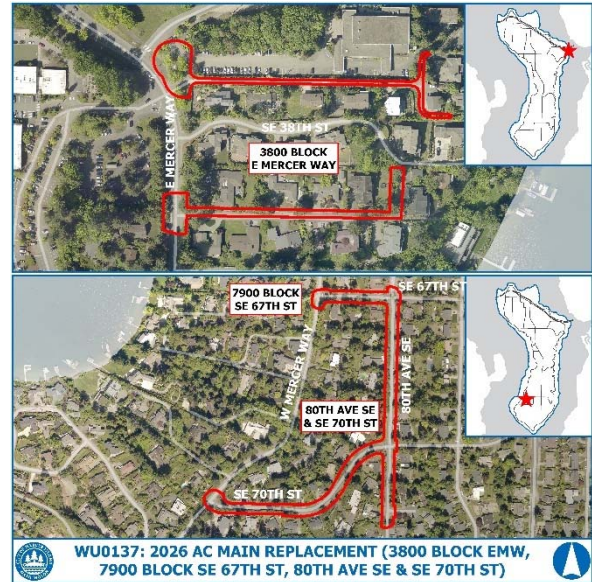 E MERCER WAY
SE 38TH ST
3800 BLOCK
E MERCER WAY
7900 BLOCK
SE 67TH ST
SE 67TH ST
W MERCER WAY
80TH AVE SE
80TH AVE SE
& SE 70TH ST
SE 70TH ST
WU0137: 2026 AC MAIN REPLACEMENT (3800 BLOCK EMW,
7900 BLOCK SE 67TH ST, 80TH AVE SE & SE 70TH ST)